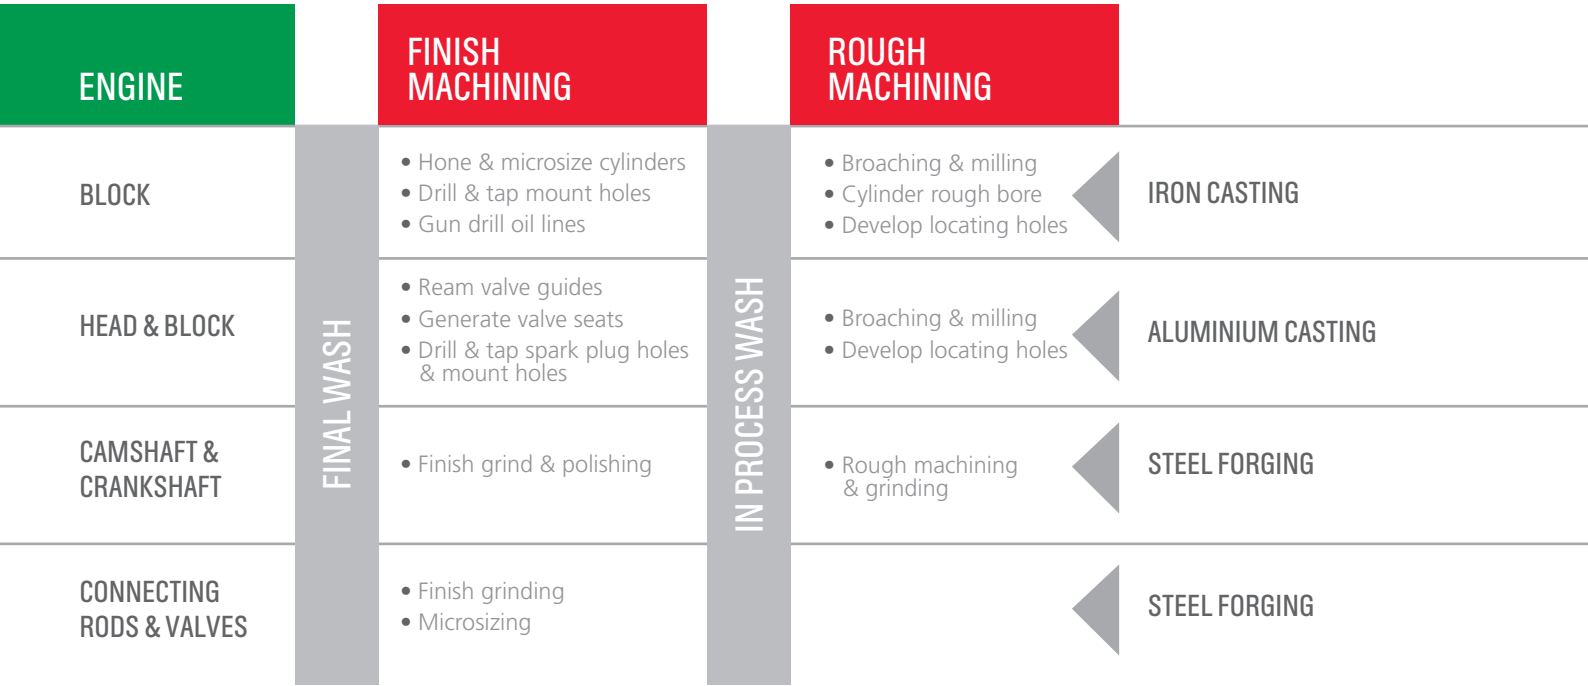 ENGINE
FINISH
MACHINING
ROUGH
MACHINING
FINAL WASH
IN PROCESS WASH
BLOCK
• Hone & microsize cylinders
• Drill & tap mount holes
• Gun drill oil lines
• Broaching & milling
• Cylinder rough bore
• Develop locating holes
IRON CASTING
HEAD & BLOCK
• Ream valve guides
• Generate valve seats
• Drill & tap spark plug holes
& mount holes
• Broaching & milling
• Develop locating holes
ALUMINIUM CASTING
CAMSHAFT &
CRANKSHAFT
• Finish grind & polishing
• Rough machining
& grinding
STEEL FORGING
CONNECTING
RODS & VALVES
• Finish grinding
• Microsizing
STEEL FORGING